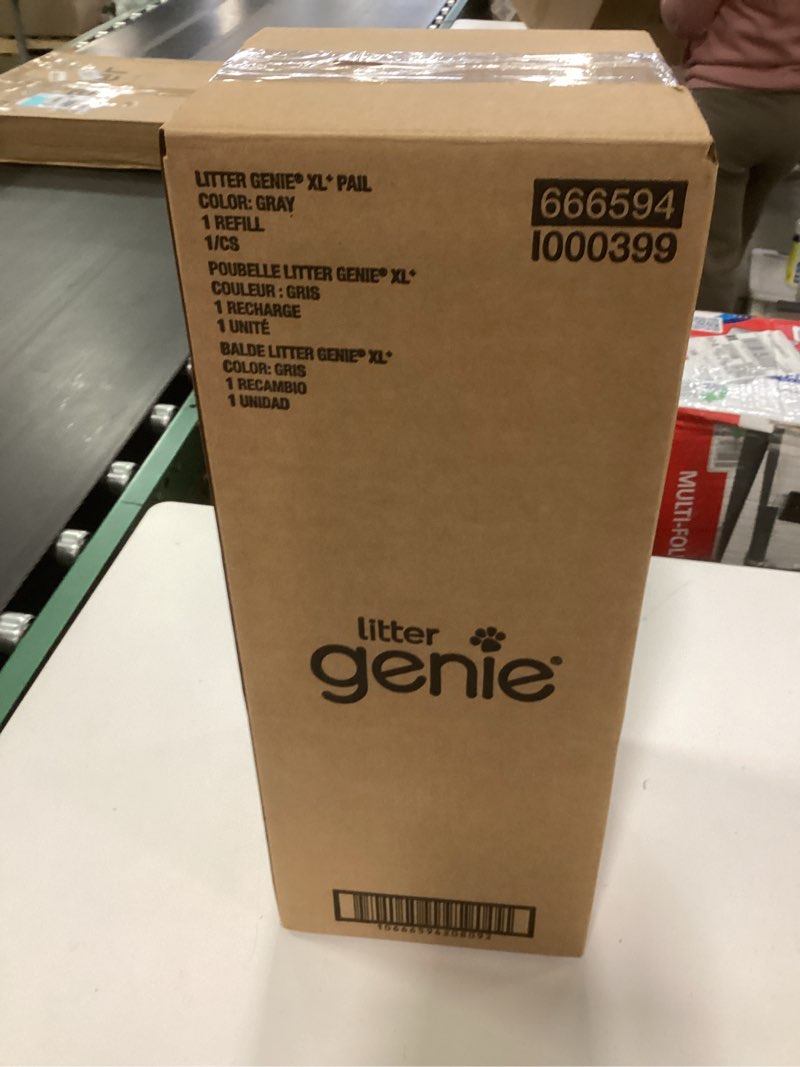 LITTER GENIE® XL+ PAIL
COLOR: GRAY
1 REFILL
1/CS
POUBELLE LITTER GENIE® XL+
COULEUR : GRIS
1 RECHARGE
1 UNITÉ
BALDE LITTER GENIE® XL+
COLOR: GRIS
1 RECAMBIO
1 UNIDAD
666594
I000399
litter
genie
MULTI-FOL